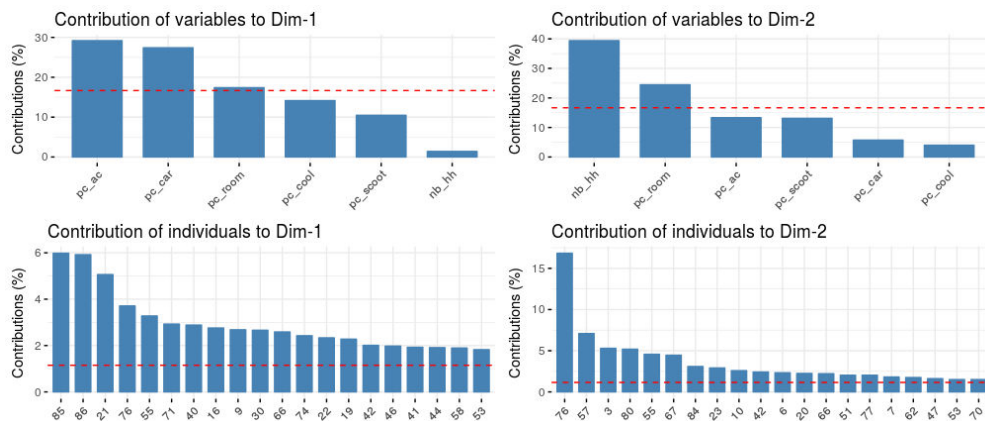 Contribution of variables to Dim-1
Contributions (%)
30
20
10
0
pc_ac
pc_car
pc_room
pc_cool
pc_scoot
nb_hh
Contribution of variables to Dim-2
Contributions (%)
40
30
20
10
0
nb_hh
pc_room
pc_ac
pc_scoot
pc_car
pc_cool
Contribution of individuals to Dim-1
Contributions (%)
6
4
2
0
85 86 21 76 55 71 40 16 9 30 66 74 22 19 42 46 41 44 58 53
Contribution of individuals to Dim-2
Contributions (%)
15
10
5
0
76 57 3 80 55 67 84 23 10 42 6 20 66 51 77 7 62 47 53 70